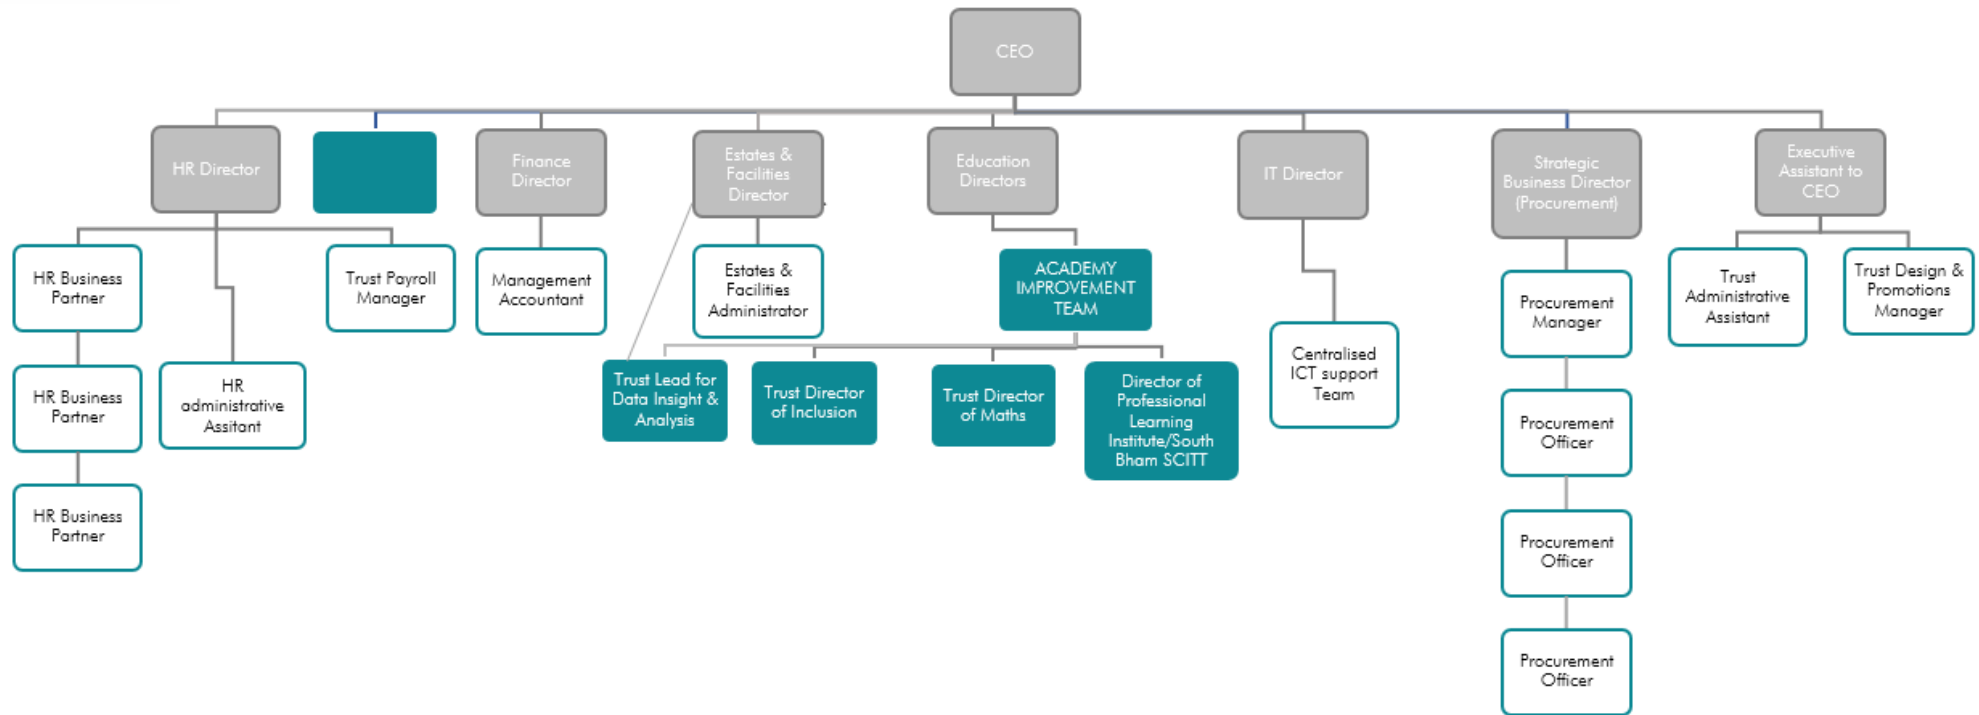 CEO
HR Director
Finance
Director
Estates &
Facilities
Director
Education
Directors
IT Director
Strategic
Business Director
(Procurement)
Executive
Assistant to
CEO
HR Business
Partner
Trust Payroll
Manager
Management
Accountant
Estates &
Facilities
Administrator
ACADEMY
IMPROVEMENT
TEAM
Procurement
Manager
Trust
Administrative
Assistant
Trust Design &
Promotions
Manager
HR Business
Partner
HR
administrative
Assitant
Trust Lead for
Data Insight &
Analysis
Trust Director
of Inclusion
Trust Director
of Maths
Director of
Professional
Learning
Institute/South
Bham SCITT
Centralised
ICT support
Team
Procurement
Officer
HR Business
Partner
Procurement
Officer
Procurement
Officer